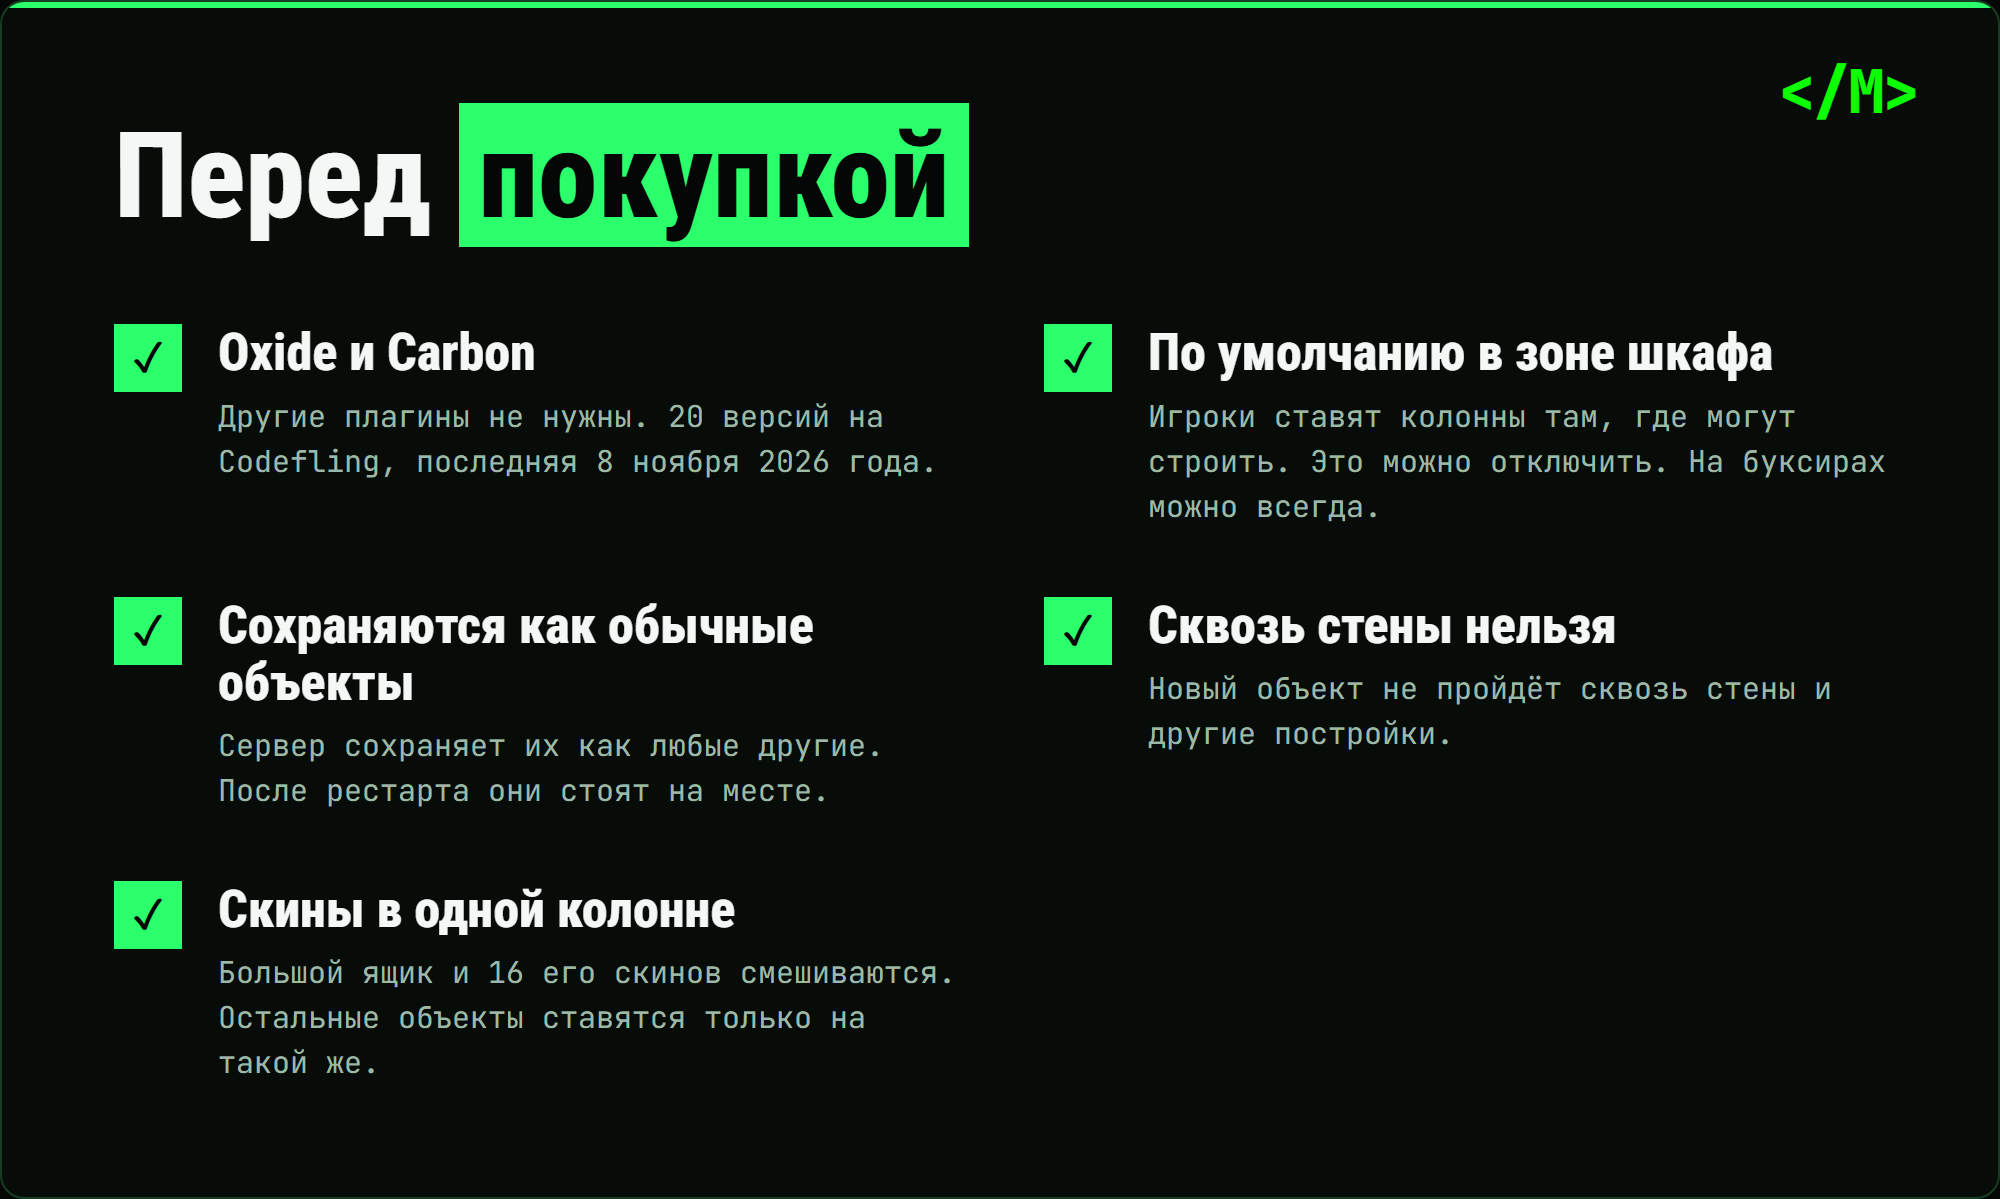 </M>
Перед покупкой
✓ Oxide и Carbon
Другие плагины не нужны. 20 версий на
Codefling, последняя 8 ноября 2026 года.
✓ По умолчанию в зоне шкафа
Игроки ставят колонны там, где могут
строить. Это можно отключить. На буксирах
можно всегда.
✓ Сохраняются как обычные
объекты
Сервер сохраняет их как любые другие.
После рестарта они стоят на месте.
✓ Сквозь стены нельзя
Новый объект не пройдёт сквозь стены и
другие постройки.
✓ Скины в одной колонне
Большой ящик и 16 его скинов смешиваются.
Остальные объекты ставятся только на
такой же.